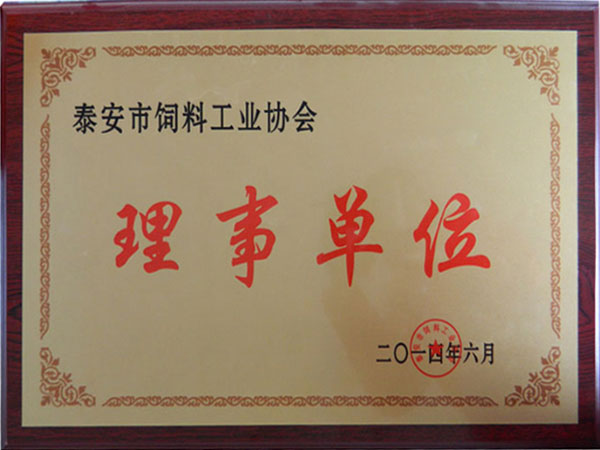 泰安市饲料工业协会
理事单位
二〇一四年六月